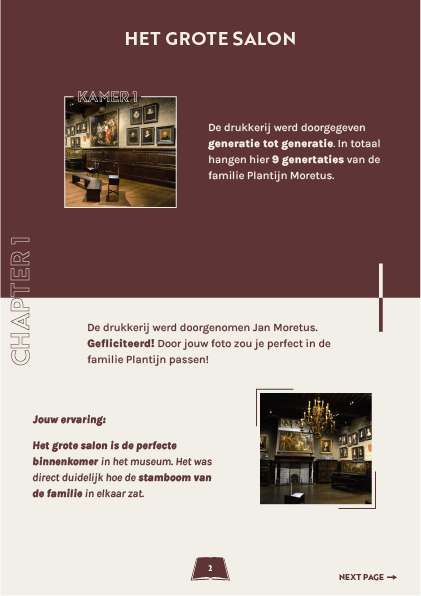 HET GROTE SALON
KAMER 1
De drukkerij werd doorgegeven
generatie tot generatie. In totaal
hangen hier 9 genertaties van de
familie Plantijn Moretus.
CHAPTER 1
De drukkerij werd doorgenomen Jan Moretus.
Gefliciteerd! Door jouw foto zou je perfect in de
familie Plantijn passen!
Jouw ervaring:
Het grote salon is de perfecte
binnenkomer in het museum. Het was
direct duidelijk hoe de stamboom van
de familie in elkaar zat.
2
NEXT PAGE →